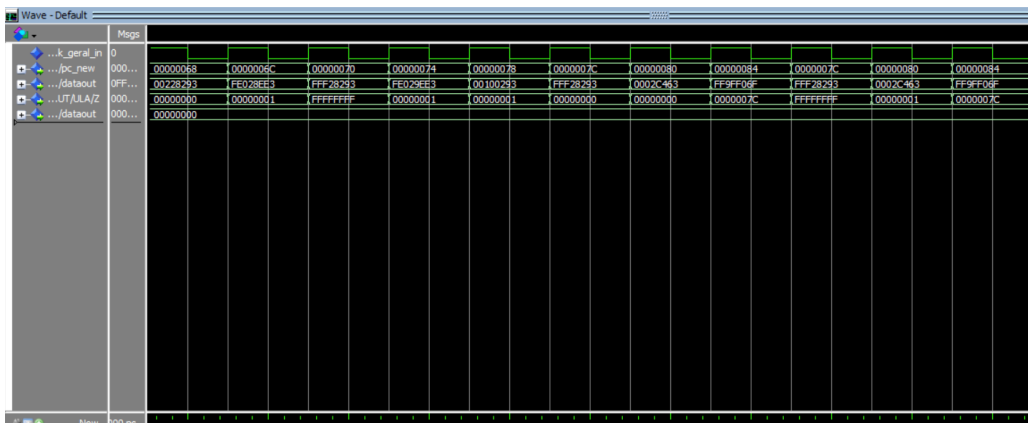 Wave - Default
Msgs
...k_geral_in 0
.../pc_new 000... 00000068 0000006C 00000070 00000074 00000078 0000007C 00000080 00000084 0000007C 00000080 00000084
.../dataout 0FF... 00228293 FE028EE3 FFF28293 FE029EE3 00100293 FFF28293 0002C463 FF9FF06F FFF28293 0002C463 FF9FF06F
...UT/ULA/Z 000... 00000000 00000001 FFFFFFFF 00000001 00000001 00000000 00000000 0000007C FFFFFFFF 00000001 0000007C
.../dataout 000... 00000000